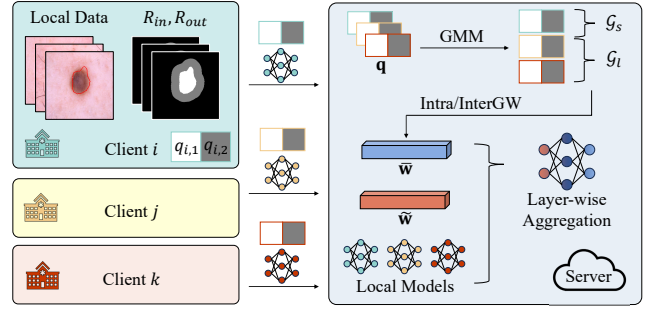 Local Data
R_in, R_out
Client i
q_i,1 q_i,2
Client j
Client k
q
GMM
𝒢_s
𝒢_l
Intra/InterGW
w̅
w̃
Layer-wise
Aggregation
Local Models
Server